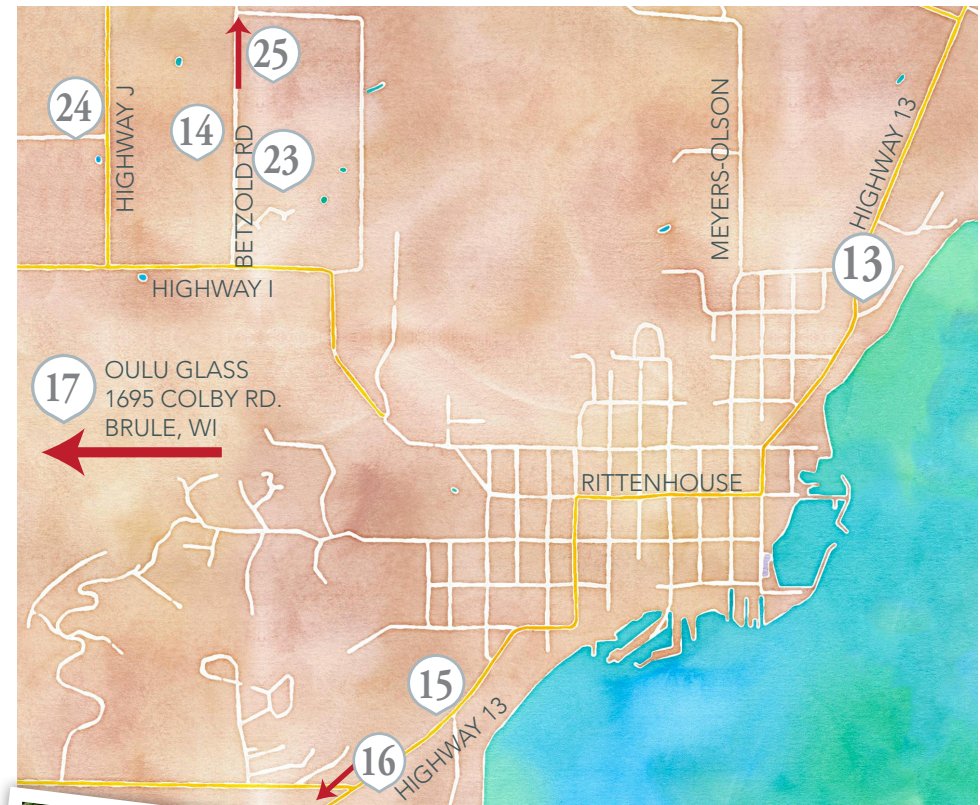 25
24
14
23
HIGHWAY J
BETZOLD RD
MEYERS-OLSON
HIGHWAY 13
13
HIGHWAY I
17
OULU GLASS
1695 COLBY RD.
BRULE, WI
RITTENHOUSE
15
16
HIGHWAY 13